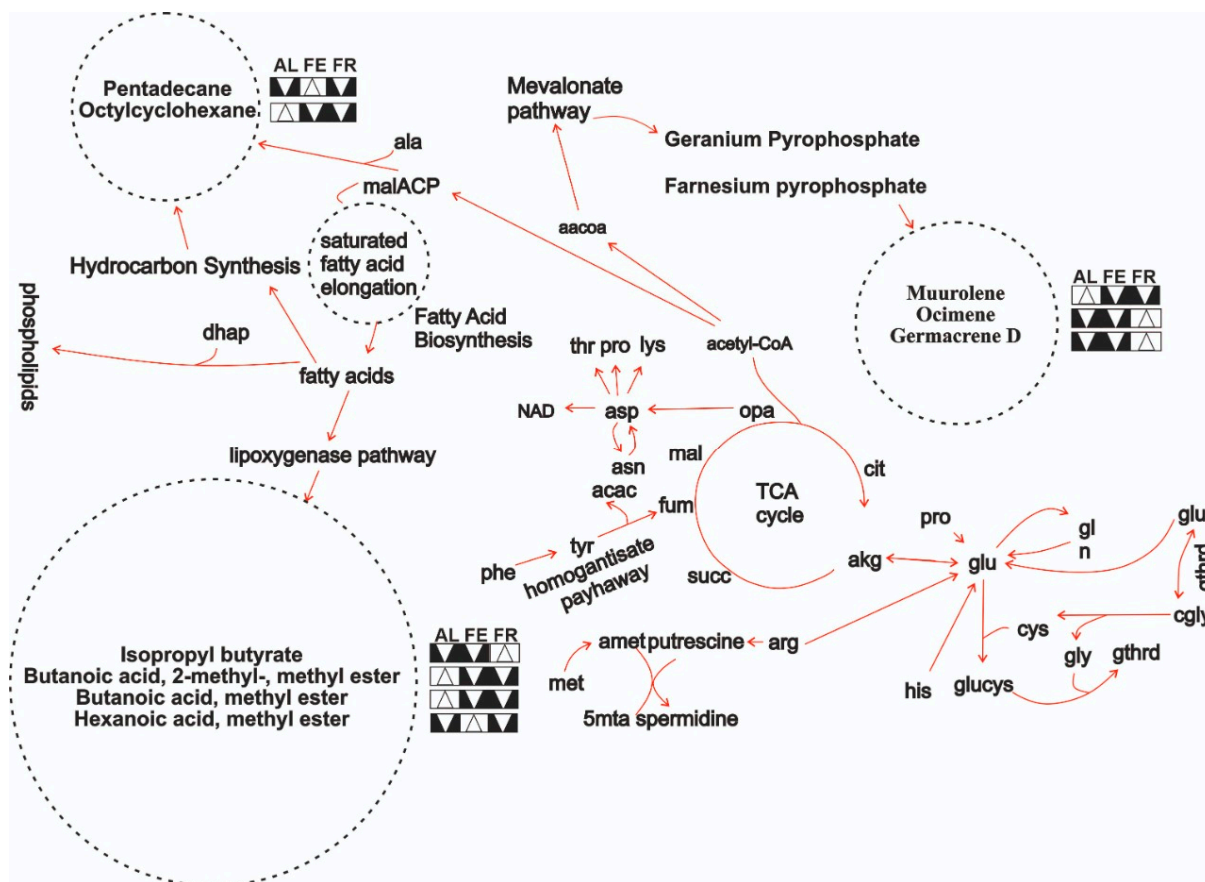 AL FE FR
Pentadecane
Octylcyclohexane
Mevalonate
pathway
ala
Geranium Pyrophosphate
malACP
Farnesium pyrophosphate
aacoa
saturated
fatty acid
elongation
Hydrocarbon Synthesis
AL FE FR
Muurolene
Ocimene
Germacrene D
phospholipids
dhap
Fatty Acid
Biosynthesis
thr pro lys
acetyl-CoA
fatty acids
NAD
asp
opa
lipoxygenase pathway
mal
asn
cit
acac
fum
TCA
cycle
pro
gl
n
glu
tyr
phe
homogantisate
payhaway
succ
akg
glu
gthrd
cgly
cys
AL FE FR
Isopropyl butyrate
Butanoic acid, 2-methyl-, methyl ester
Butanoic acid, methyl ester
Hexanoic acid, methyl ester
amet putrescine
arg
gly
gthrd
met
his
glucys
5mta spermidine